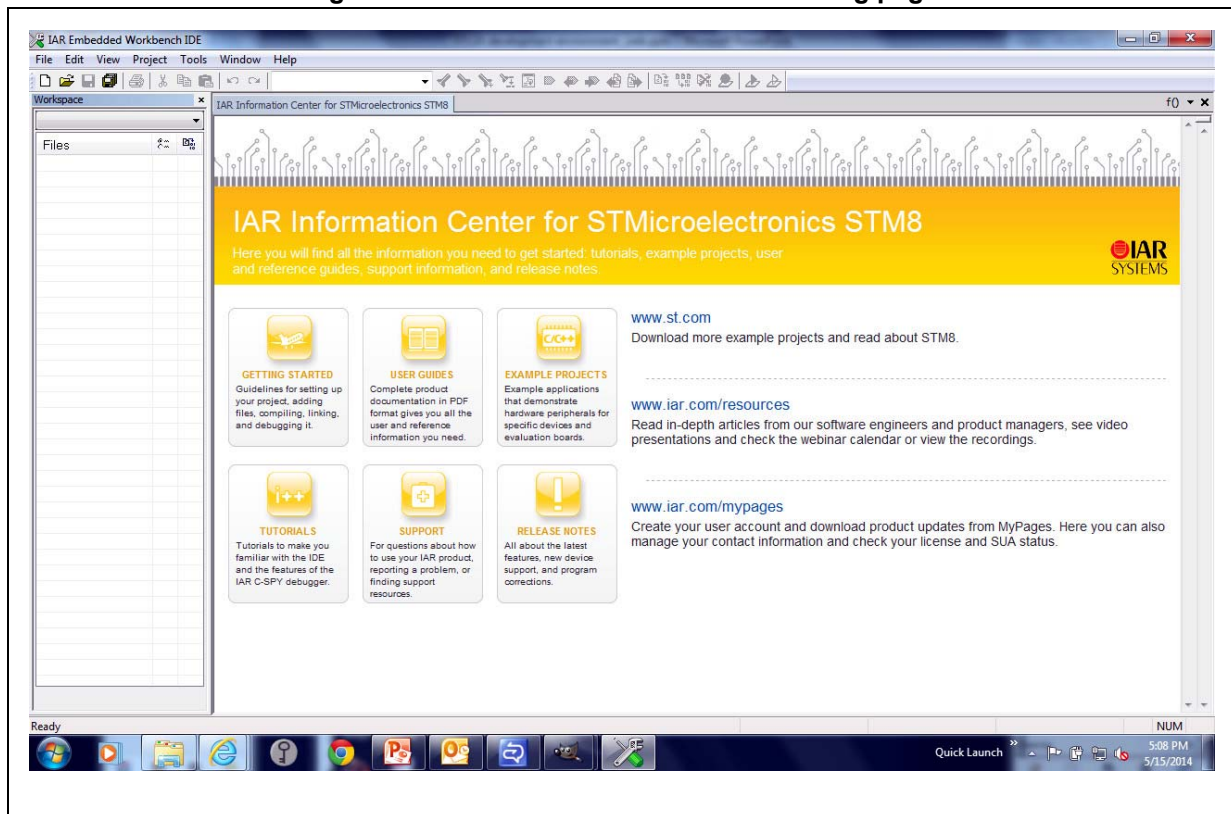 IAR Embedded Workbench IDE
File Edit View Project Tools Window Help
Workspace
IAR Information Center for STMicroelectronics STM8
f()
Files
IAR Information Center for STMicroelectronics STM8
Here you will find all the information you need to get started: tutorials, example projects, user
and reference guides, support information, and release notes.
IAR
SYSTEMS
GETTING STARTED
Guidelines for setting up
your project, adding
files, compiling, linking,
and debugging it.
USER GUIDES
Complete product
documentation in PDF
format gives you all the
user and reference
information you need.
C/C++
EXAMPLE PROJECTS
Example applications
that demonstrate
hardware peripherals for
specific devices and
evaluation boards.
i++
TUTORIALS
Tutorials to make you
familiar with the IDE
and the features of the
IAR C-SPY debugger.
SUPPORT
For questions about how
to use your IAR product,
reporting a problem, or
finding support
resources.
RELEASE NOTES
All about the latest
features, new device
support, and program
corrections.
www.st.com
Download more example projects and read about STM8.
www.iar.com/resources
Read in-depth articles from our software engineers and product managers, see video
presentations and check the webinar calendar or view the recordings.
www.iar.com/mypages
Create your user account and download product updates from MyPages. Here you can also
manage your contact information and check your license and SUA status.
Ready
NUM
Quick Launch
5:08 PM
5/15/2014